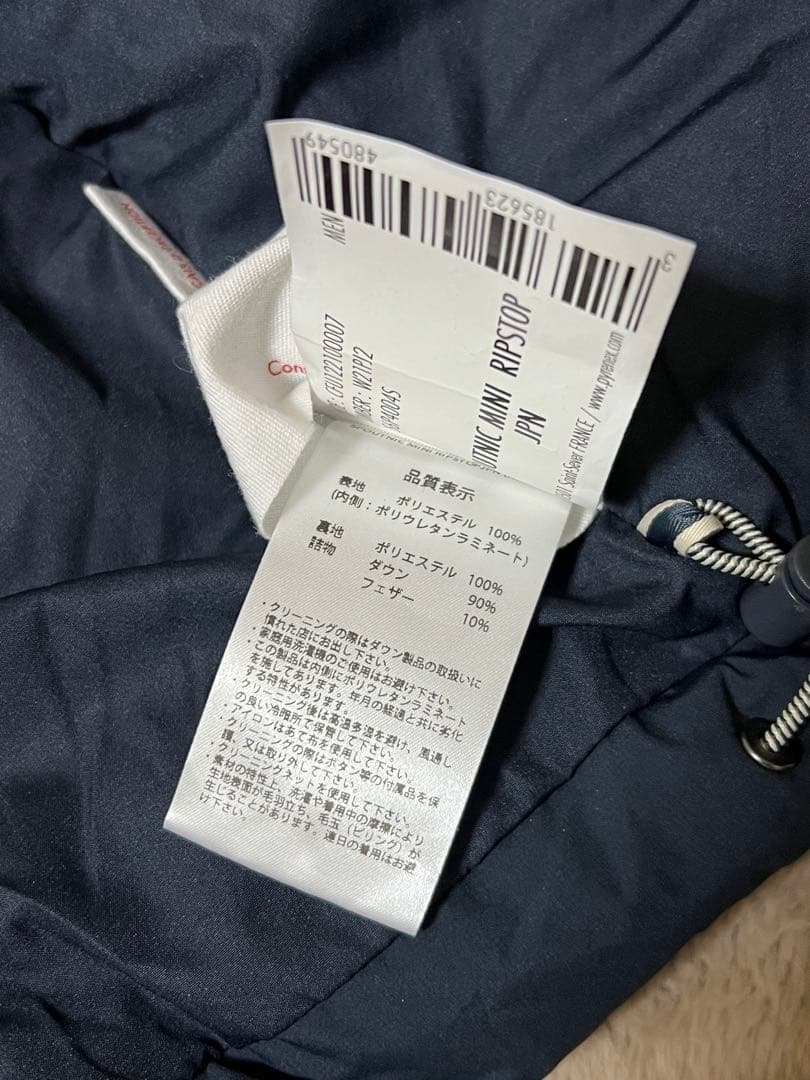 3 185623 480549
MEN
CFU1221U0007
DER : W21P12
P4004S
UTNIC MINI RIPSTOP
JPN
Saint-Sever FRANCE / www.pyrenex.com
Con
品質表示
表地 ポリエステル 100%
(内側:ポリウレタンラミネート)
裏地 ポリエステル 100%
詰物 ダウン 90%
フェザー 10%
・クリーニングの際はダウン製品の取扱いに
慣れた店にお出し下さい。
・家庭用洗濯機のご使用はお避け下さい。
・この製品は内側にポリウレタンラミネート
を施してあります。年月の経過と共に劣化
する特性があります。
・クリーニング後は高温多湿を避け、風通し
の良い冷暗所で保管して下さい。
・アイロンはあて布を使用して下さい。
・クリーニングの際はボタン等の付属品を保
護、又は取り外して下さい。
・クリーニングネットを使用して下さい。
・素材の特性上、洗濯や着用中の摩擦により
生地表面が毛羽立ち、毛玉(ピリング)が
生じることがあります。連日の着用はお避
け下さい。